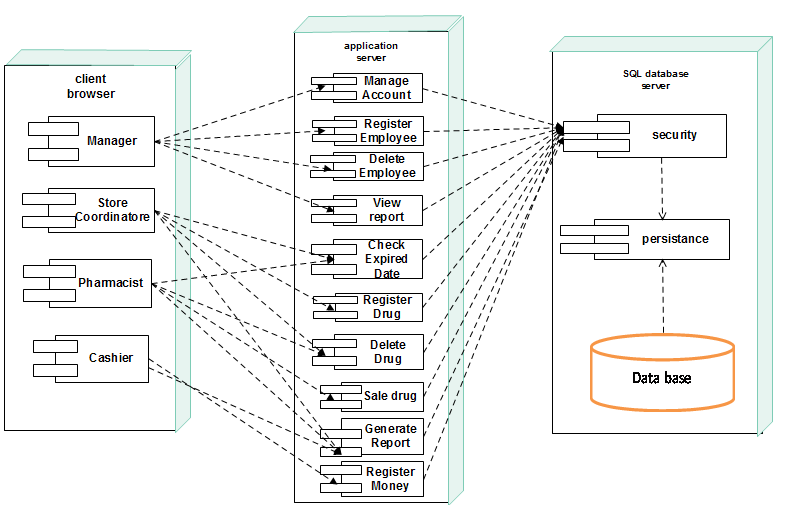 client
browser
Manager
Store
Coordinatore
Pharmacist
Cashier
application
server
Manage
Account
Register
Employee
Delete
Employee
View
report
Check
Expired
Date
Register
Drug
Delete
Drug
Sale drug
Generate
Report
Register
Money
SQL database
server
security
persistance
Data base